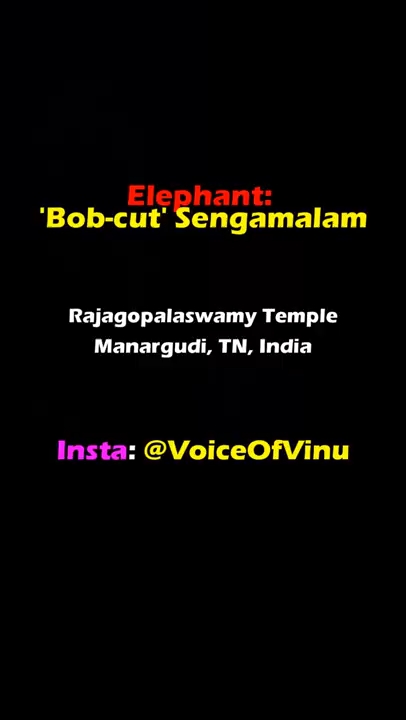 Elephant:
'Bob-cut' Sengamalam
Rajagopalaswamy Temple
Manargudi, TN, India
Insta: @VoiceOfVinu